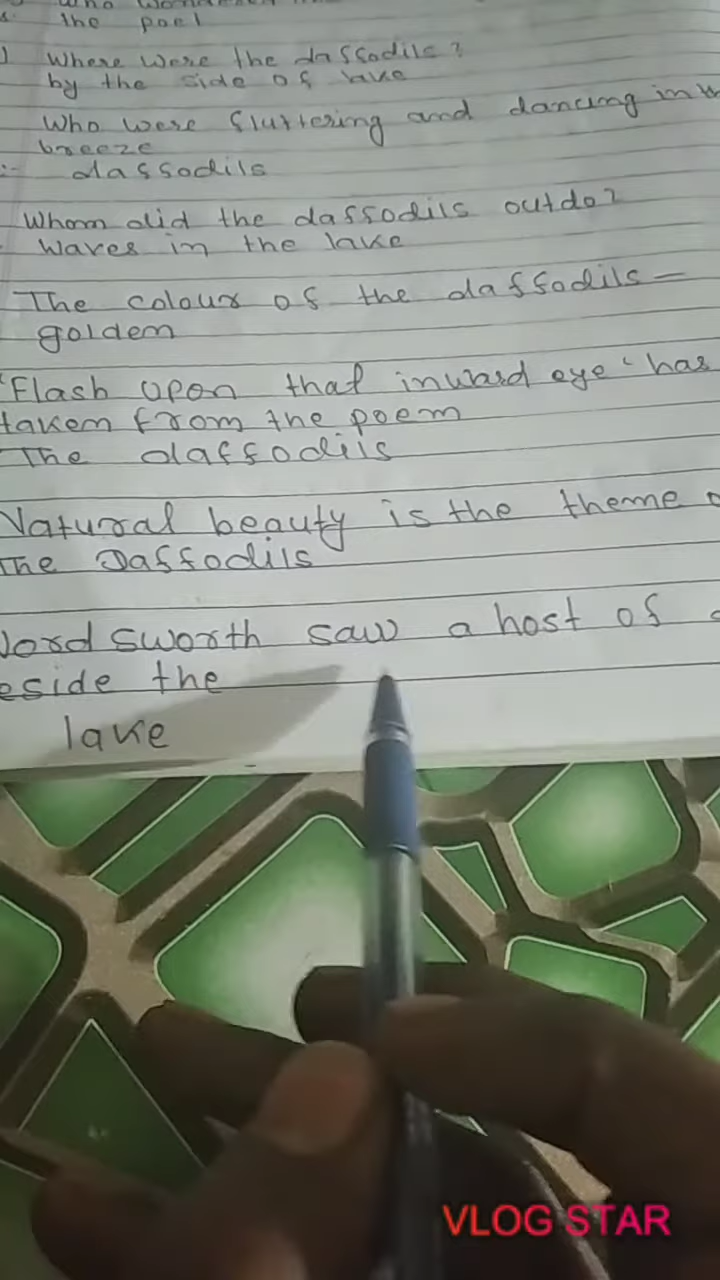 the poel
Where were the daffodils?
by the side of lake
Who were fluttering and dancing in
breeze
:- daffodils
Whom did the daffodils outdo?
waves in the lake
The colour of the daffodils –
goldem
'Flash upon that inward eye' has
taken from the poem
The daffodils
Natural beauty is the theme
The Daffodils
Wordsworth saw a host of
eside the
lake
VLOG STAR